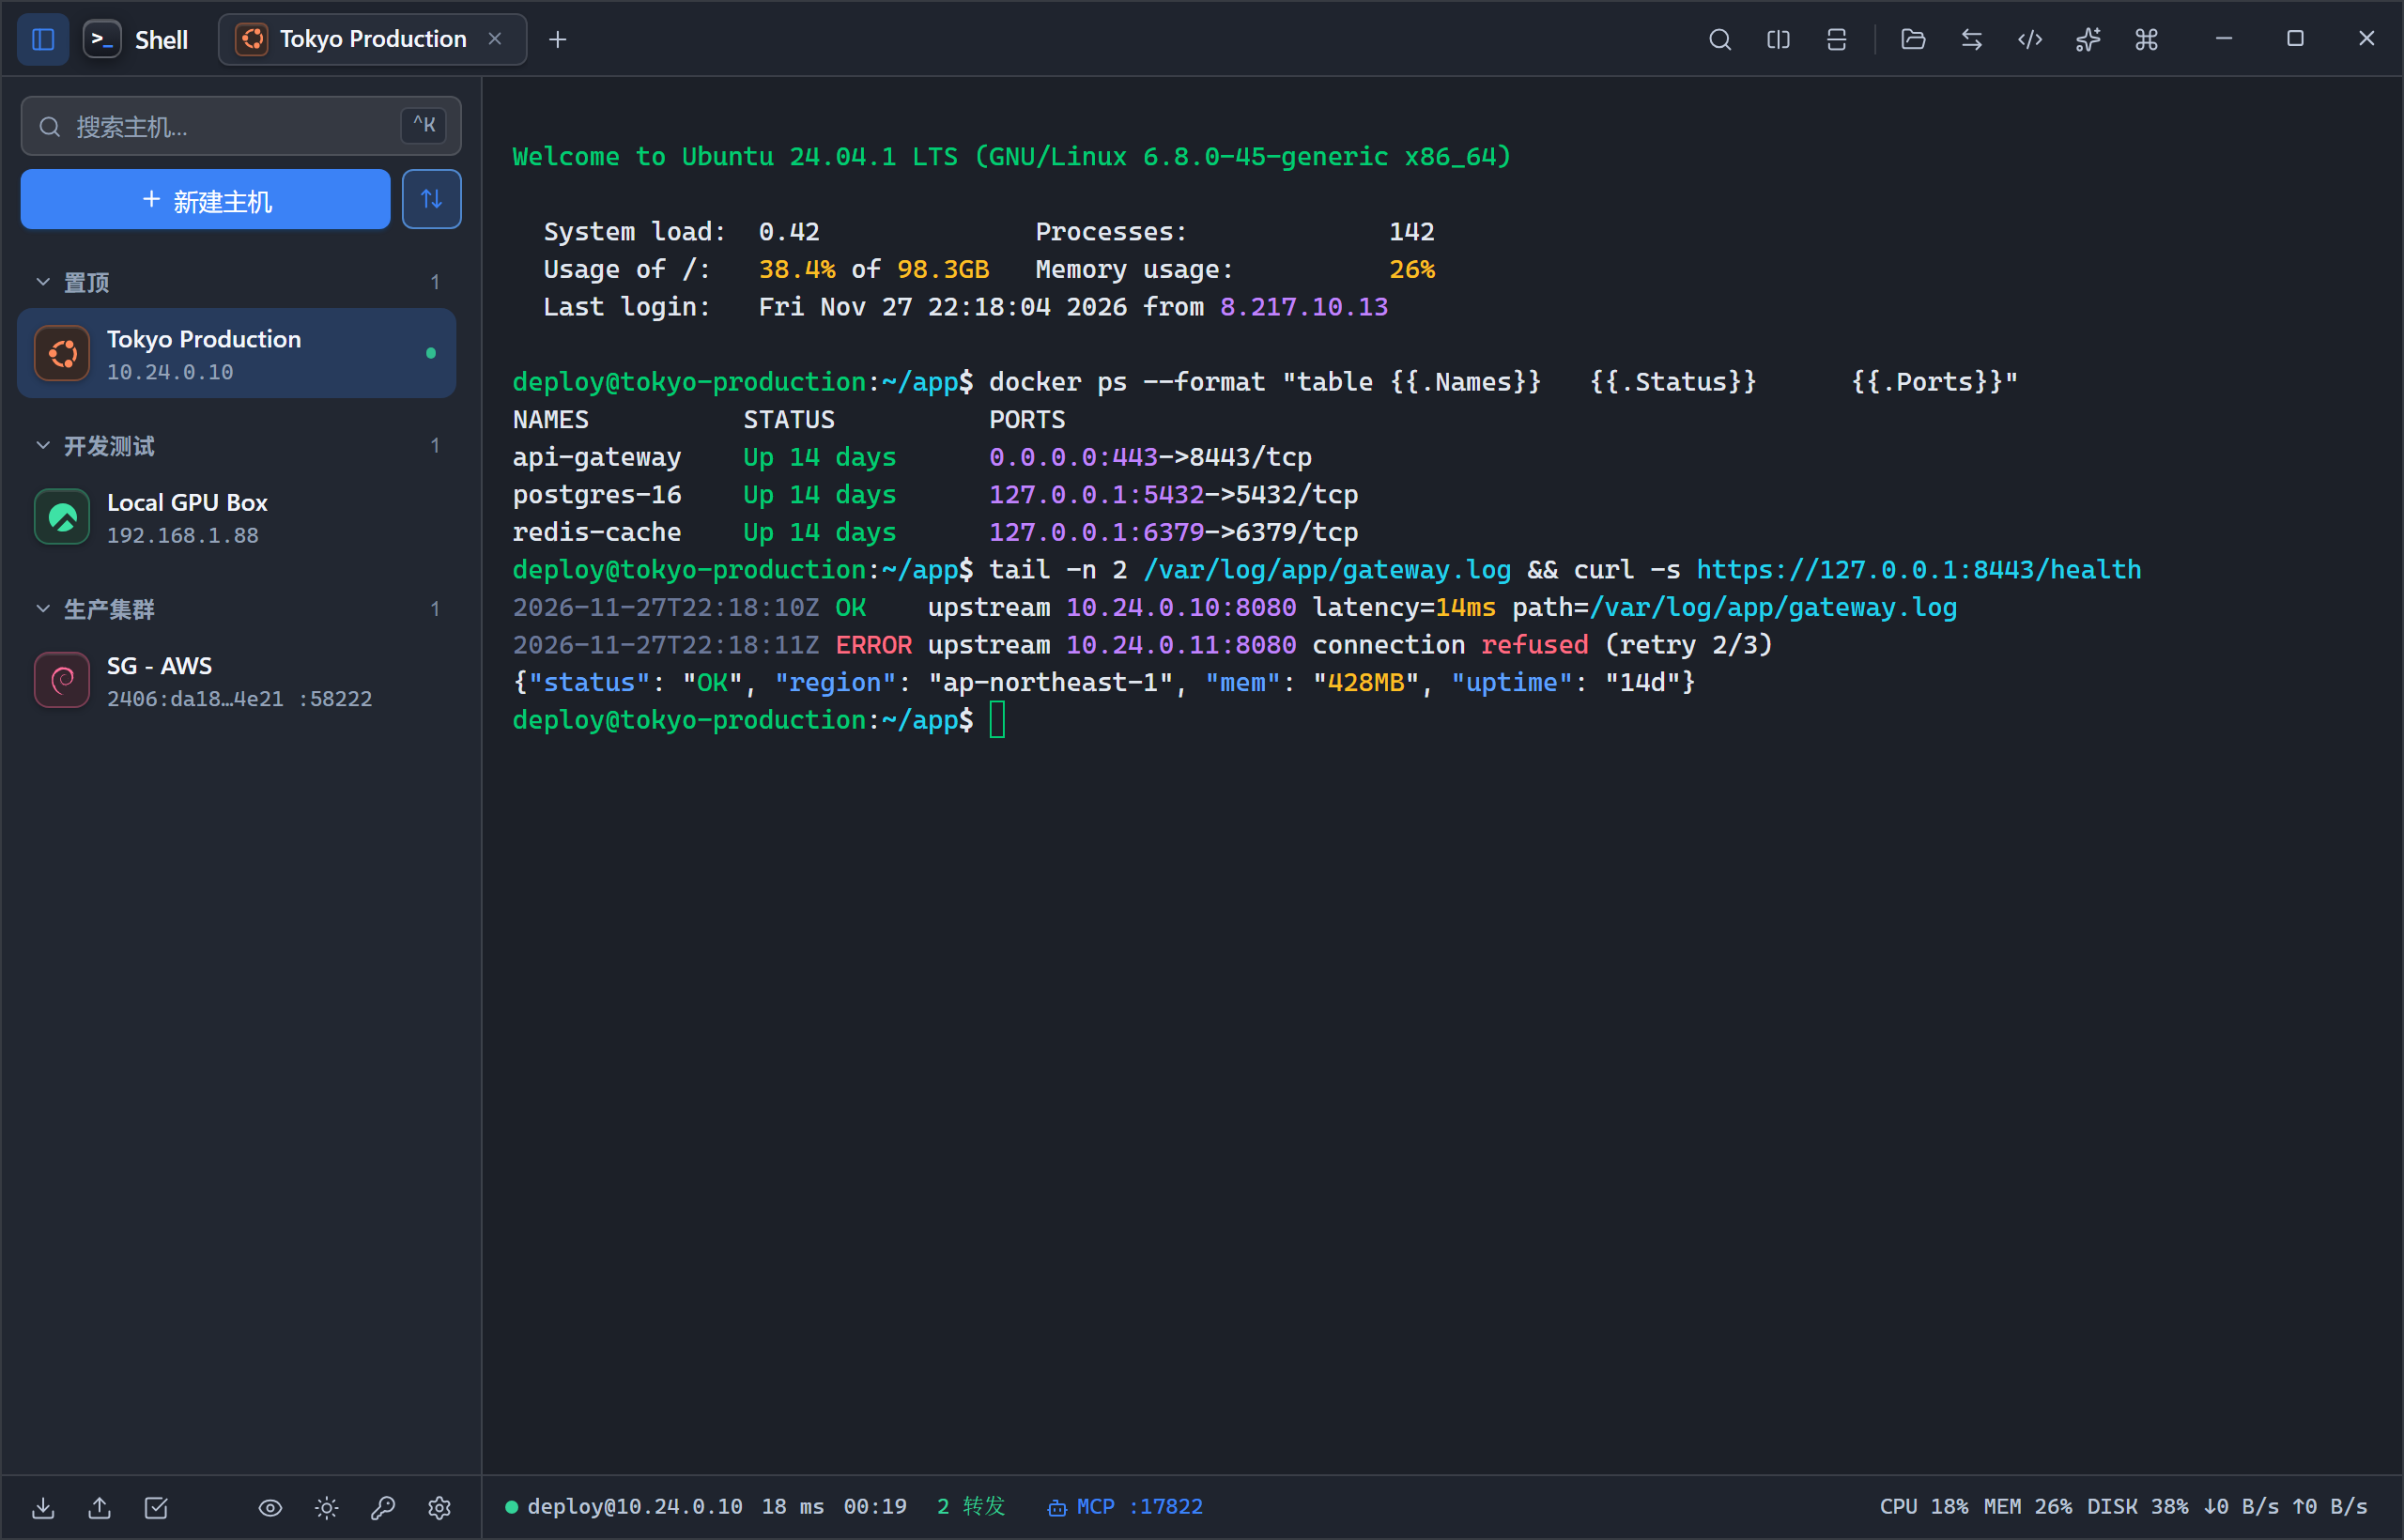 Shell
Tokyo Production
搜索主机...
^K
+ 新建主机
置顶 1
Tokyo Production
10.24.0.10
开发测试 1
Local GPU Box
192.168.1.88
生产集群 1
SG - AWS
2406:da18…4e21 :58222
Welcome to Ubuntu 24.04.1 LTS (GNU/Linux 6.8.0-45-generic x86_64)
System load: 0.42 Processes: 142
Usage of /: 38.4% of 98.3GB Memory usage: 26%
Last login: Fri Nov 27 22:18:04 2026 from 8.217.10.13
deploy@tokyo-production:~/app$ docker ps --format "table {{.Names}} {{.Status}} {{.Ports}}"
NAMES STATUS PORTS
api-gateway Up 14 days 0.0.0.0:443->8443/tcp
postgres-16 Up 14 days 127.0.0.1:5432->5432/tcp
redis-cache Up 14 days 127.0.0.1:6379->6379/tcp
deploy@tokyo-production:~/app$ tail -n 2 /var/log/app/gateway.log && curl -s https://127.0.0.1:8443/health
2026-11-27T22:18:10Z OK upstream 10.24.0.10:8080 latency=14ms path=/var/log/app/gateway.log
2026-11-27T22:18:11Z ERROR upstream 10.24.0.11:8080 connection refused (retry 2/3)
{"status": "OK", "region": "ap-northeast-1", "mem": "428MB", "uptime": "14d"}
deploy@tokyo-production:~/app$
deploy@10.24.0.10 18 ms 00:19 2 转发 MCP :17822
CPU 18% MEM 26% DISK 38% ↓0 B/s ↑0 B/s